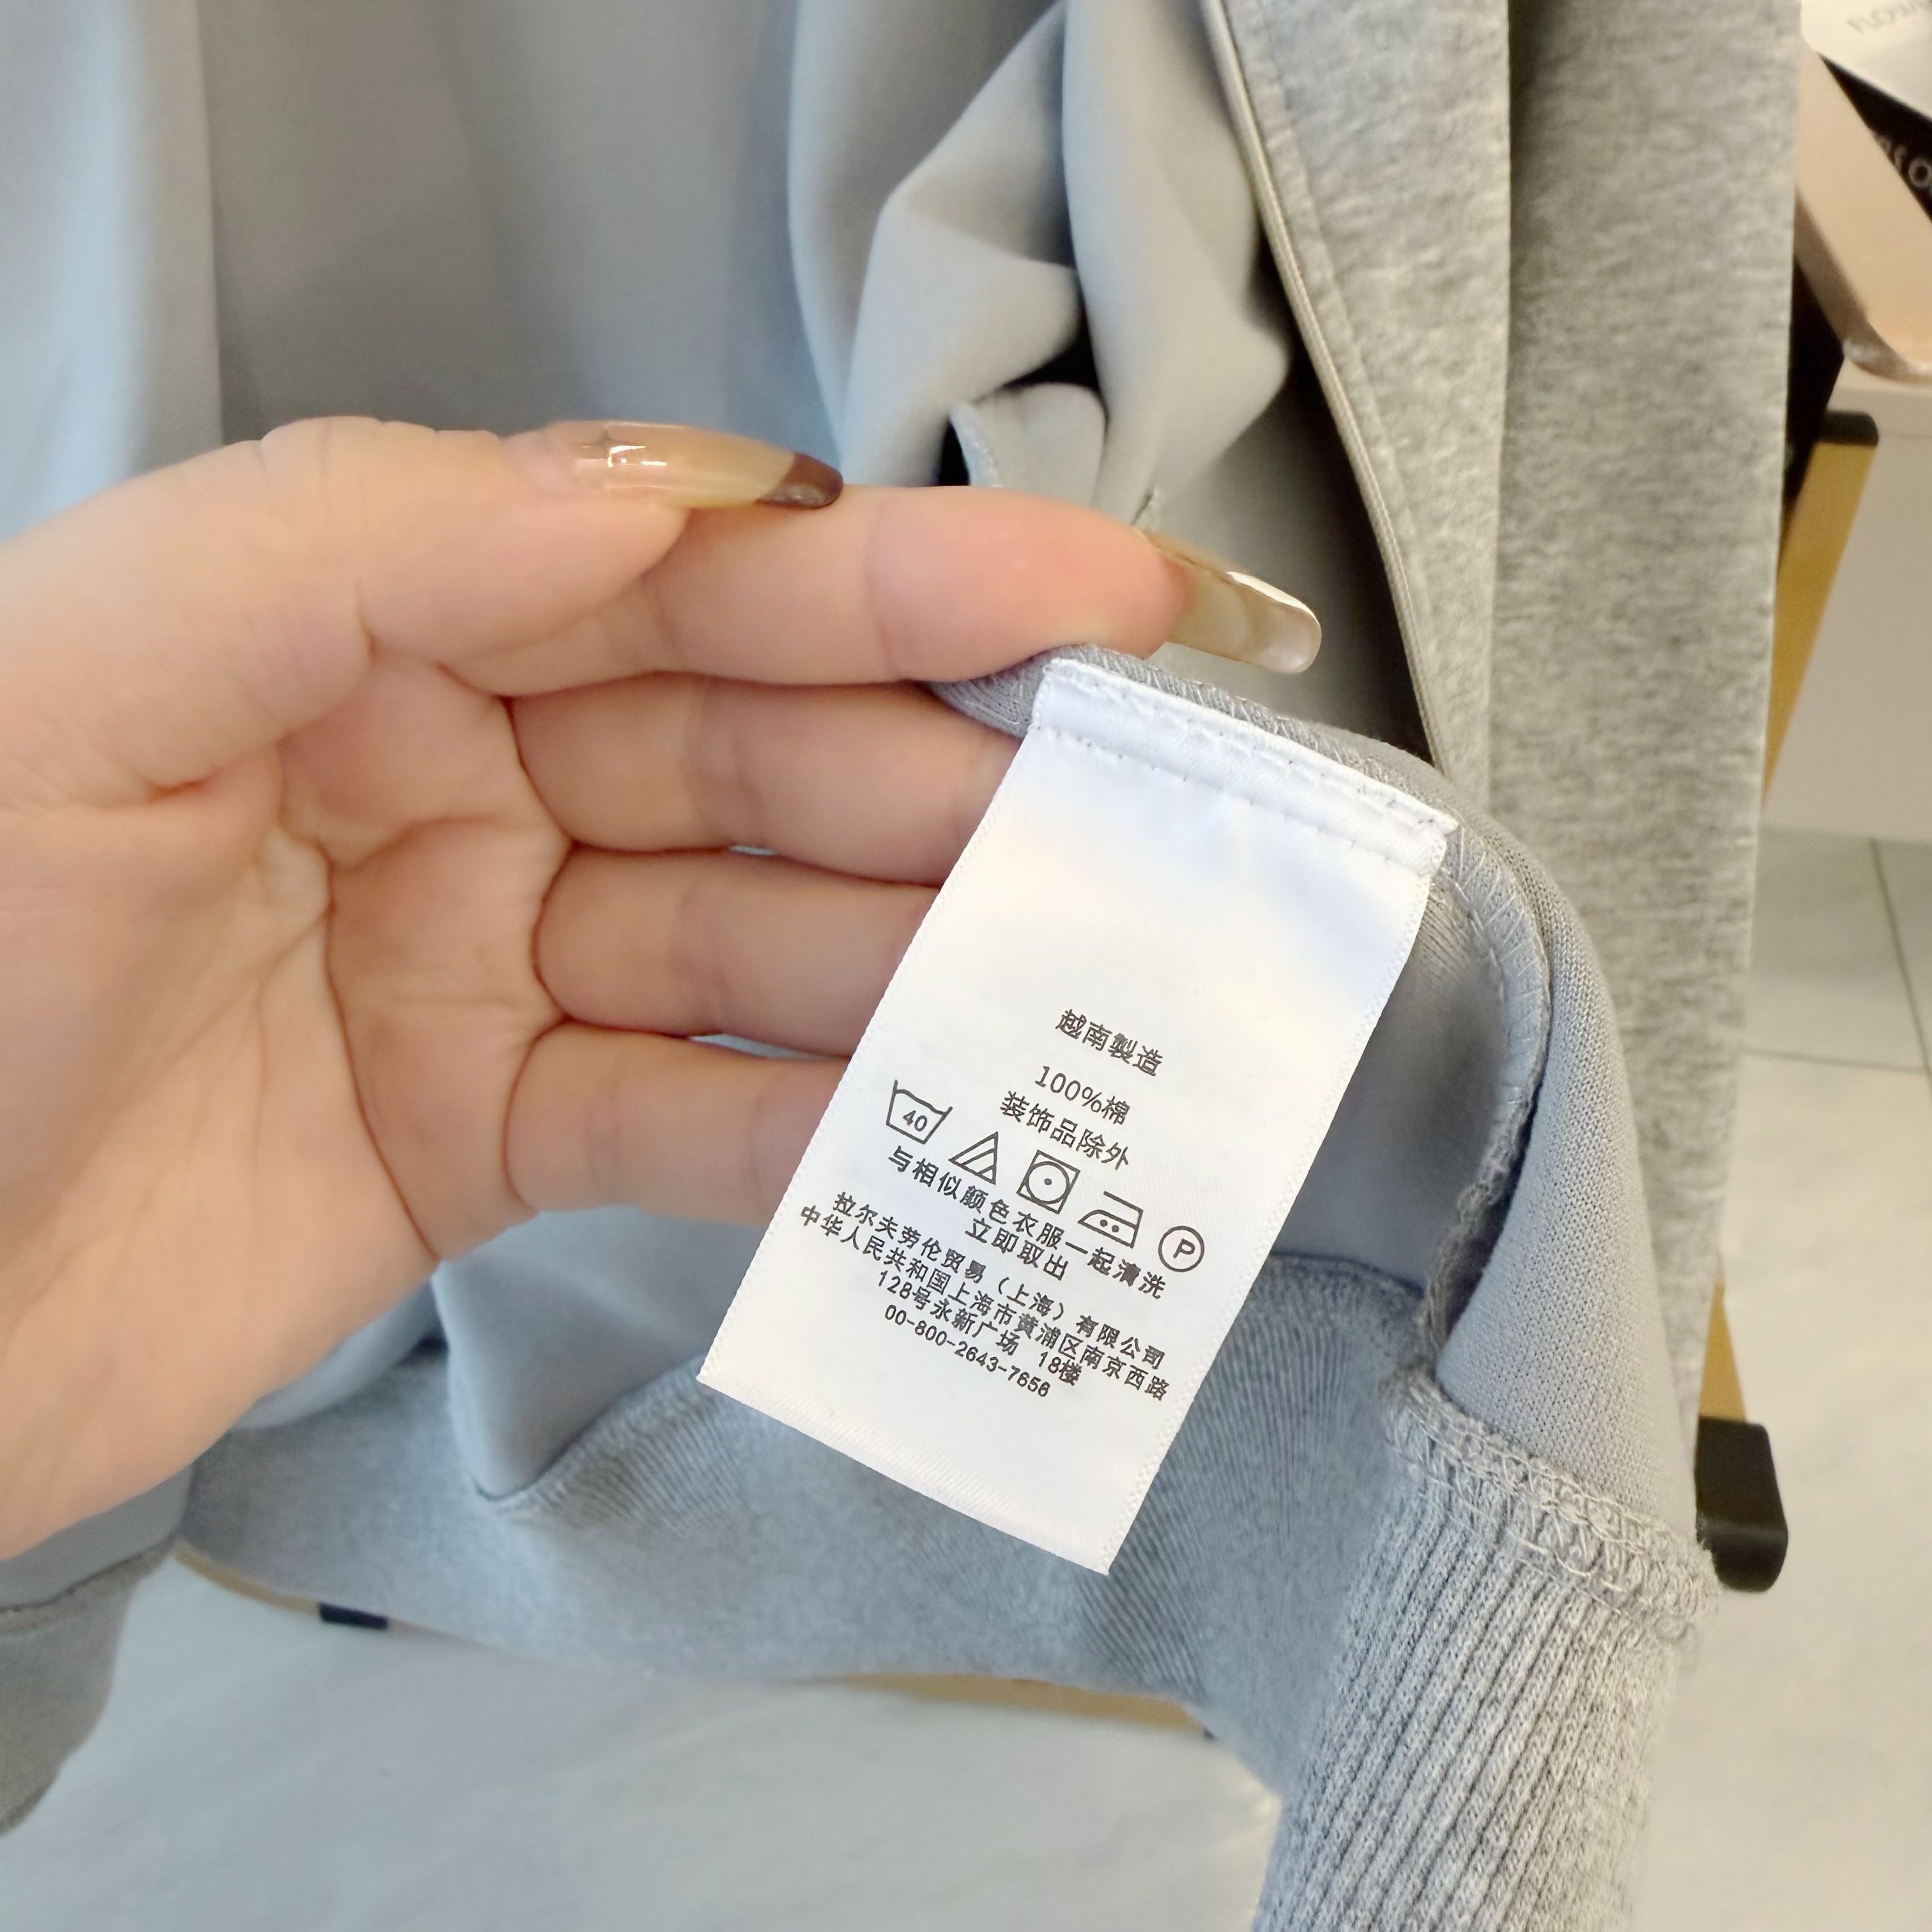 越南製造
100%棉
装饰品除外
40
P
与相似颜色衣服一起清洗
立即取出
拉尔夫劳伦贸易（上海）有限公司
中华人民共和国上海市黄浦区南京西路
128号永新广场 18楼
00-800-2643-7656